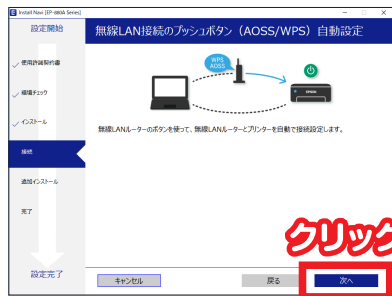 Install Navi [EP-880A Series]
設定開始
無線LAN接続のプッシュボタン（AOSS/WPS）自動設定
使用許諾契約書
環境チェック
インストール
接続
追加インストール
完了
設定完了
WPS
AOSS
EPSON
無線LANルーターのボタンを使って、無線LANルーターとプリンターを自動で接続設定します。
クリック
キャンセル
戻る
次へ